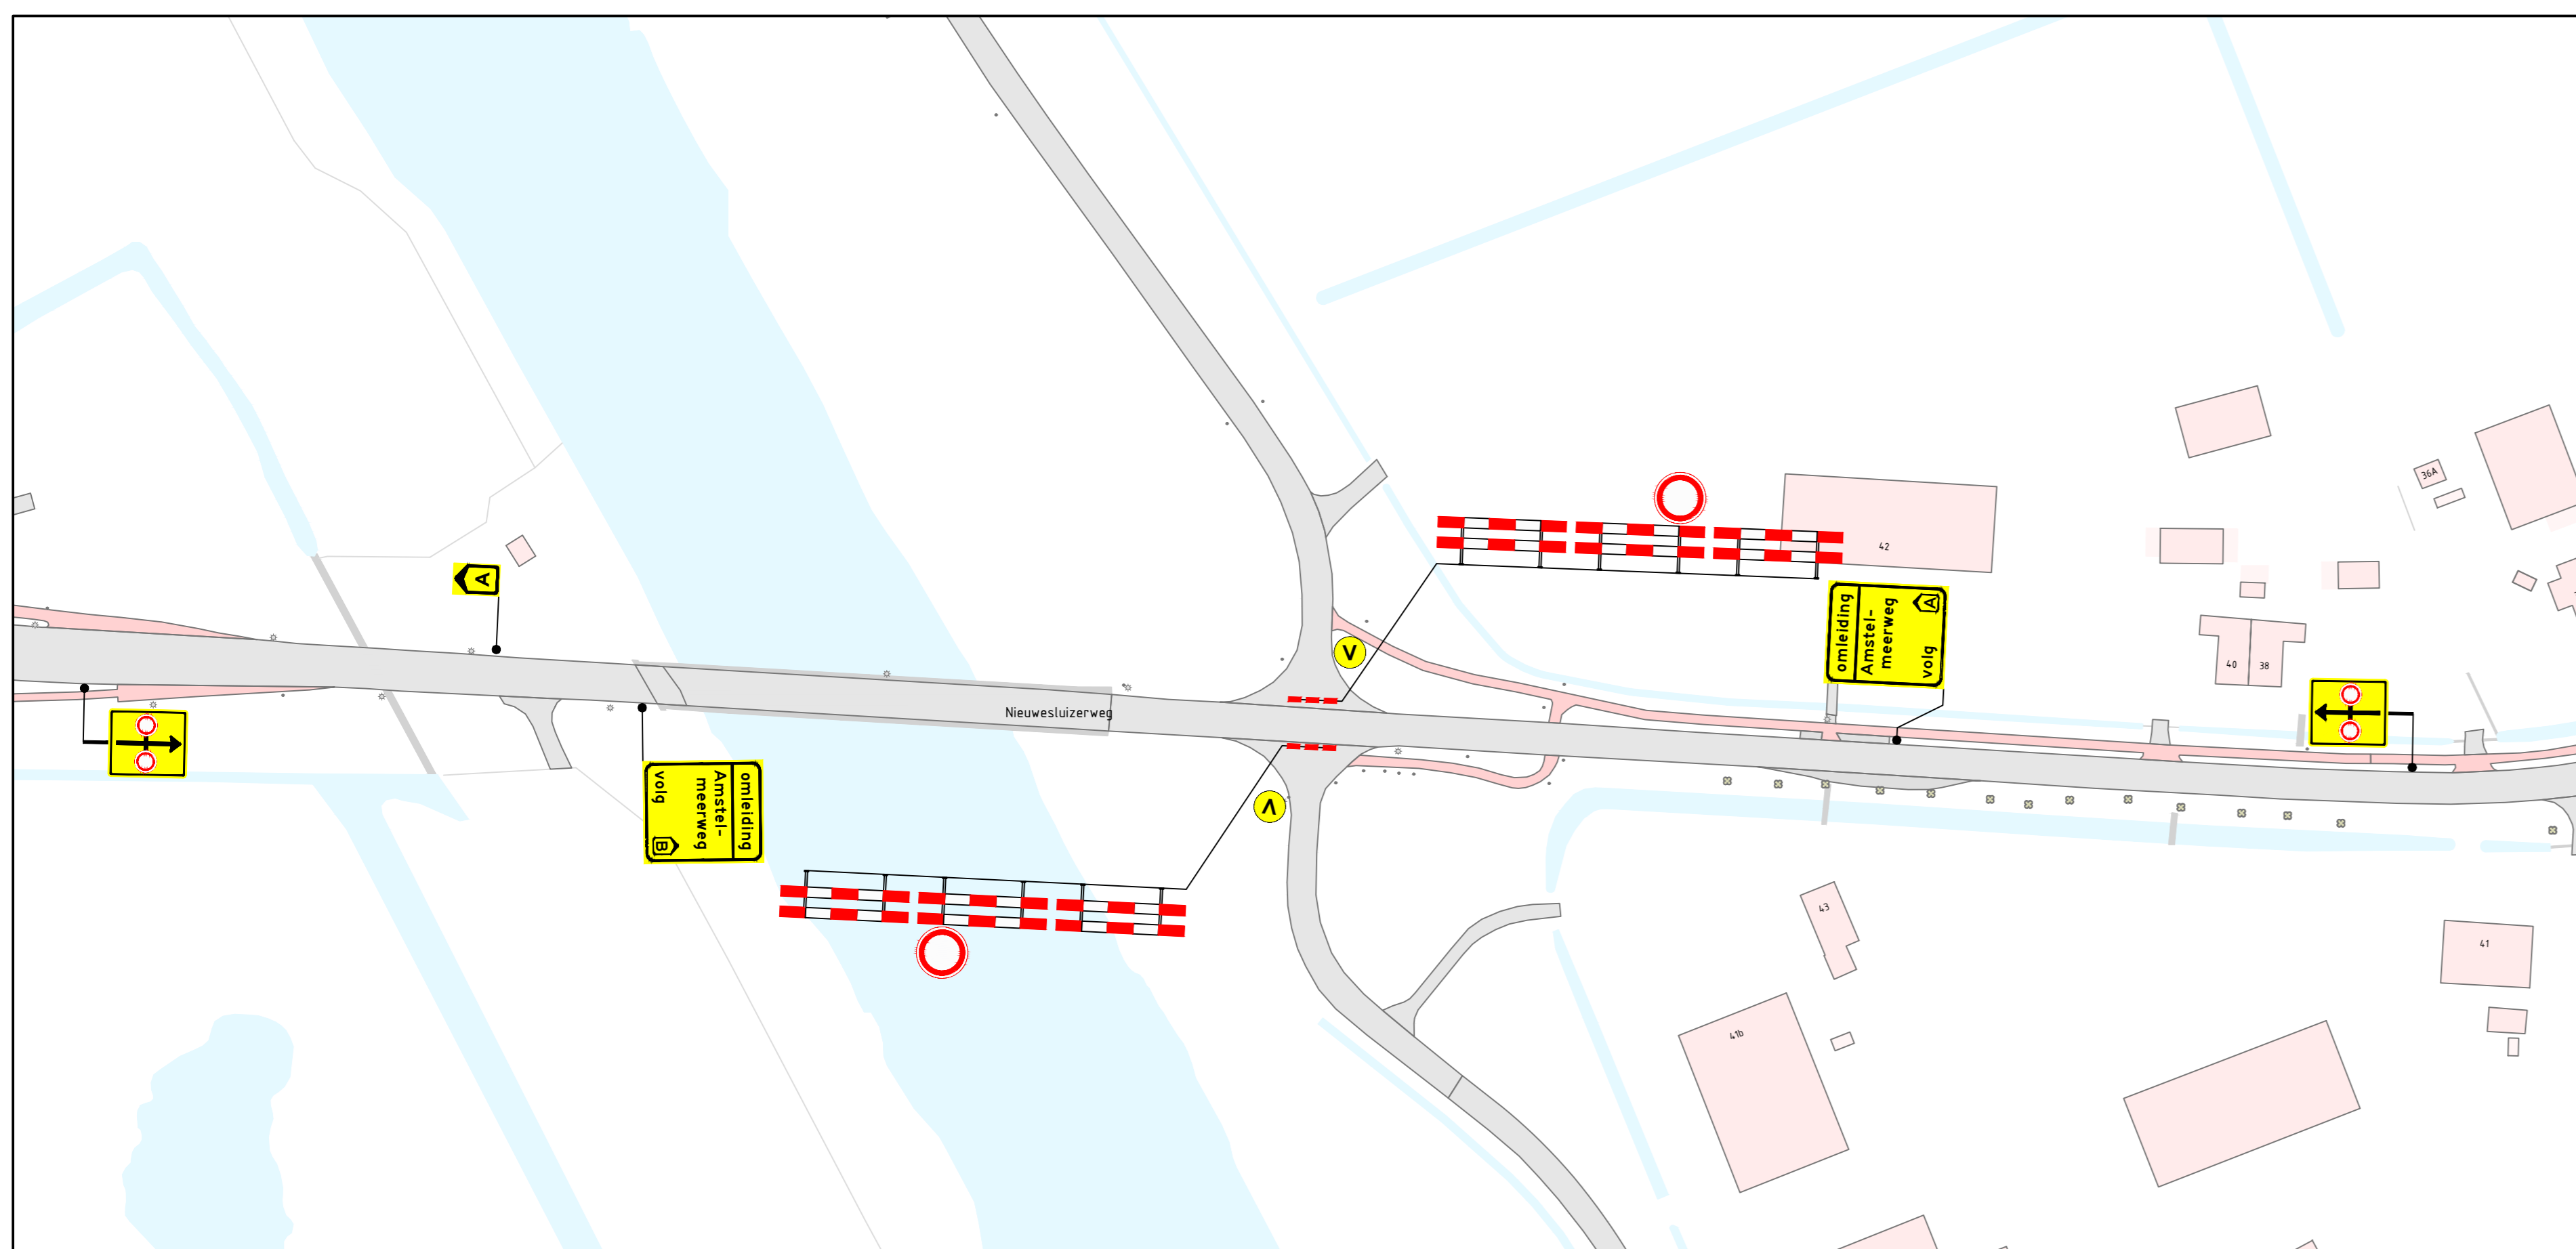 36A
42
A
omleiding
Amstel-
meerweg
A
volg
V
40
38
Nieuwesluizerweg
V
omleiding
Amstel-
meerweg
B
volg
43
41
41b